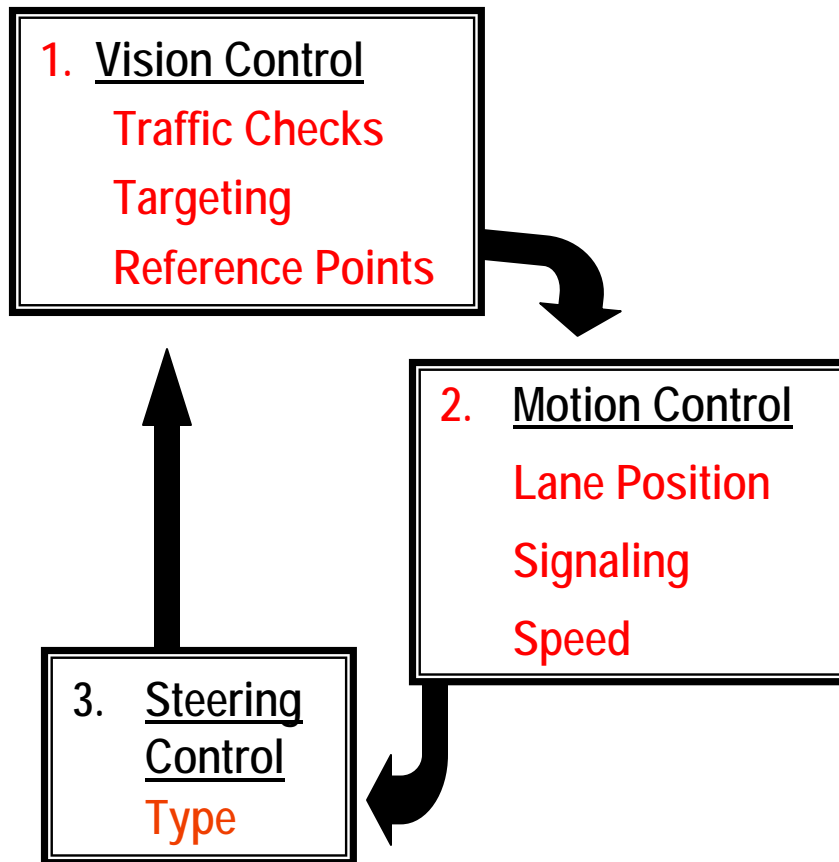 1. Vision Control
Traffic Checks
Targeting
Reference Points
2. Motion Control
Lane Position
Signaling
Speed
3. Steering
Control
Type